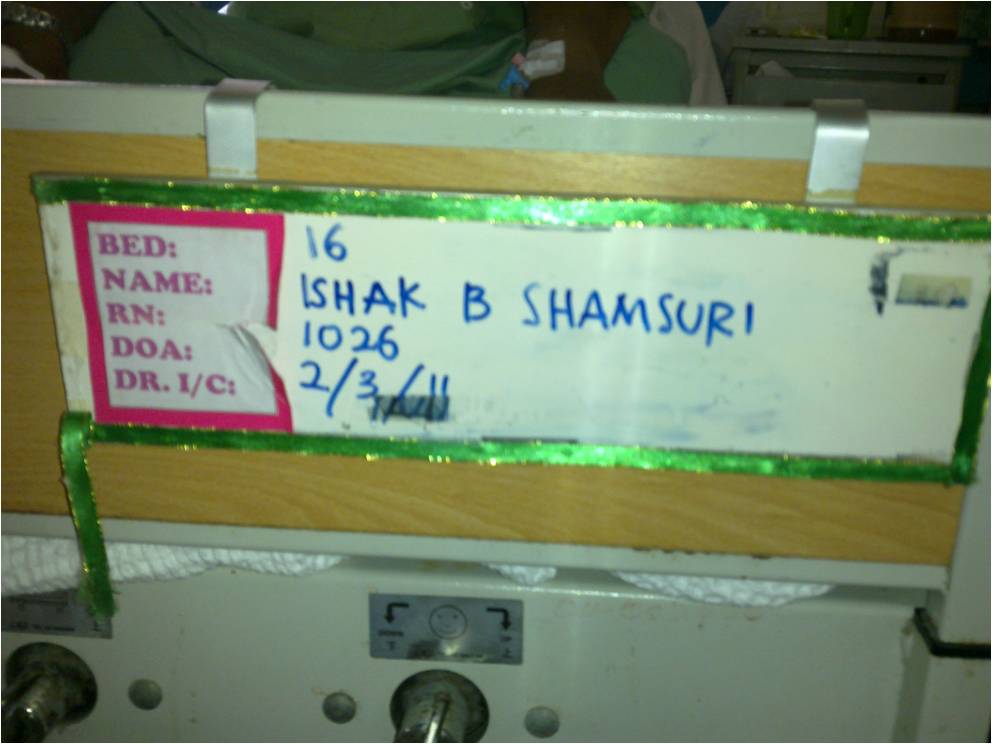 BED: 16
NAME: ISHAK B SHAMSURI
RN: 1026
DOA: 2/3/11
DR. I/C: